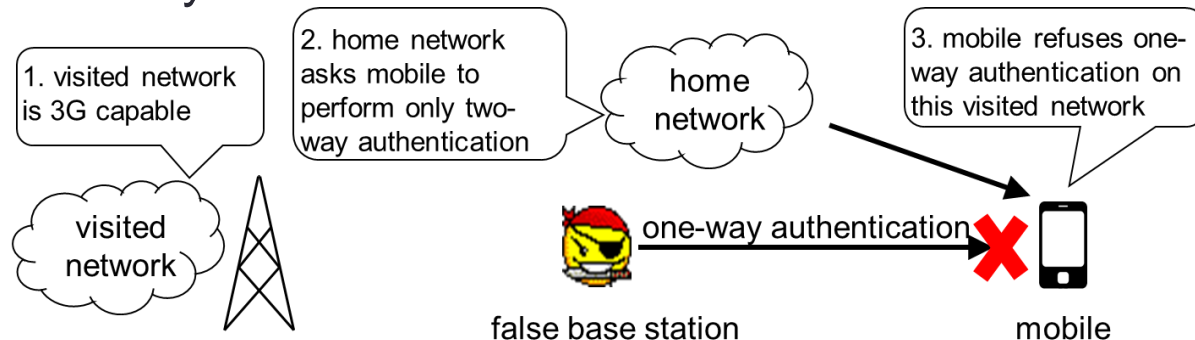 1. visited network
is 3G capable
2. home network
asks mobile to
perform only two-
way authentication
home
network
3. mobile refuses one-
way authentication on
this visited network
visited
network
one-way authentication
false base station
mobile